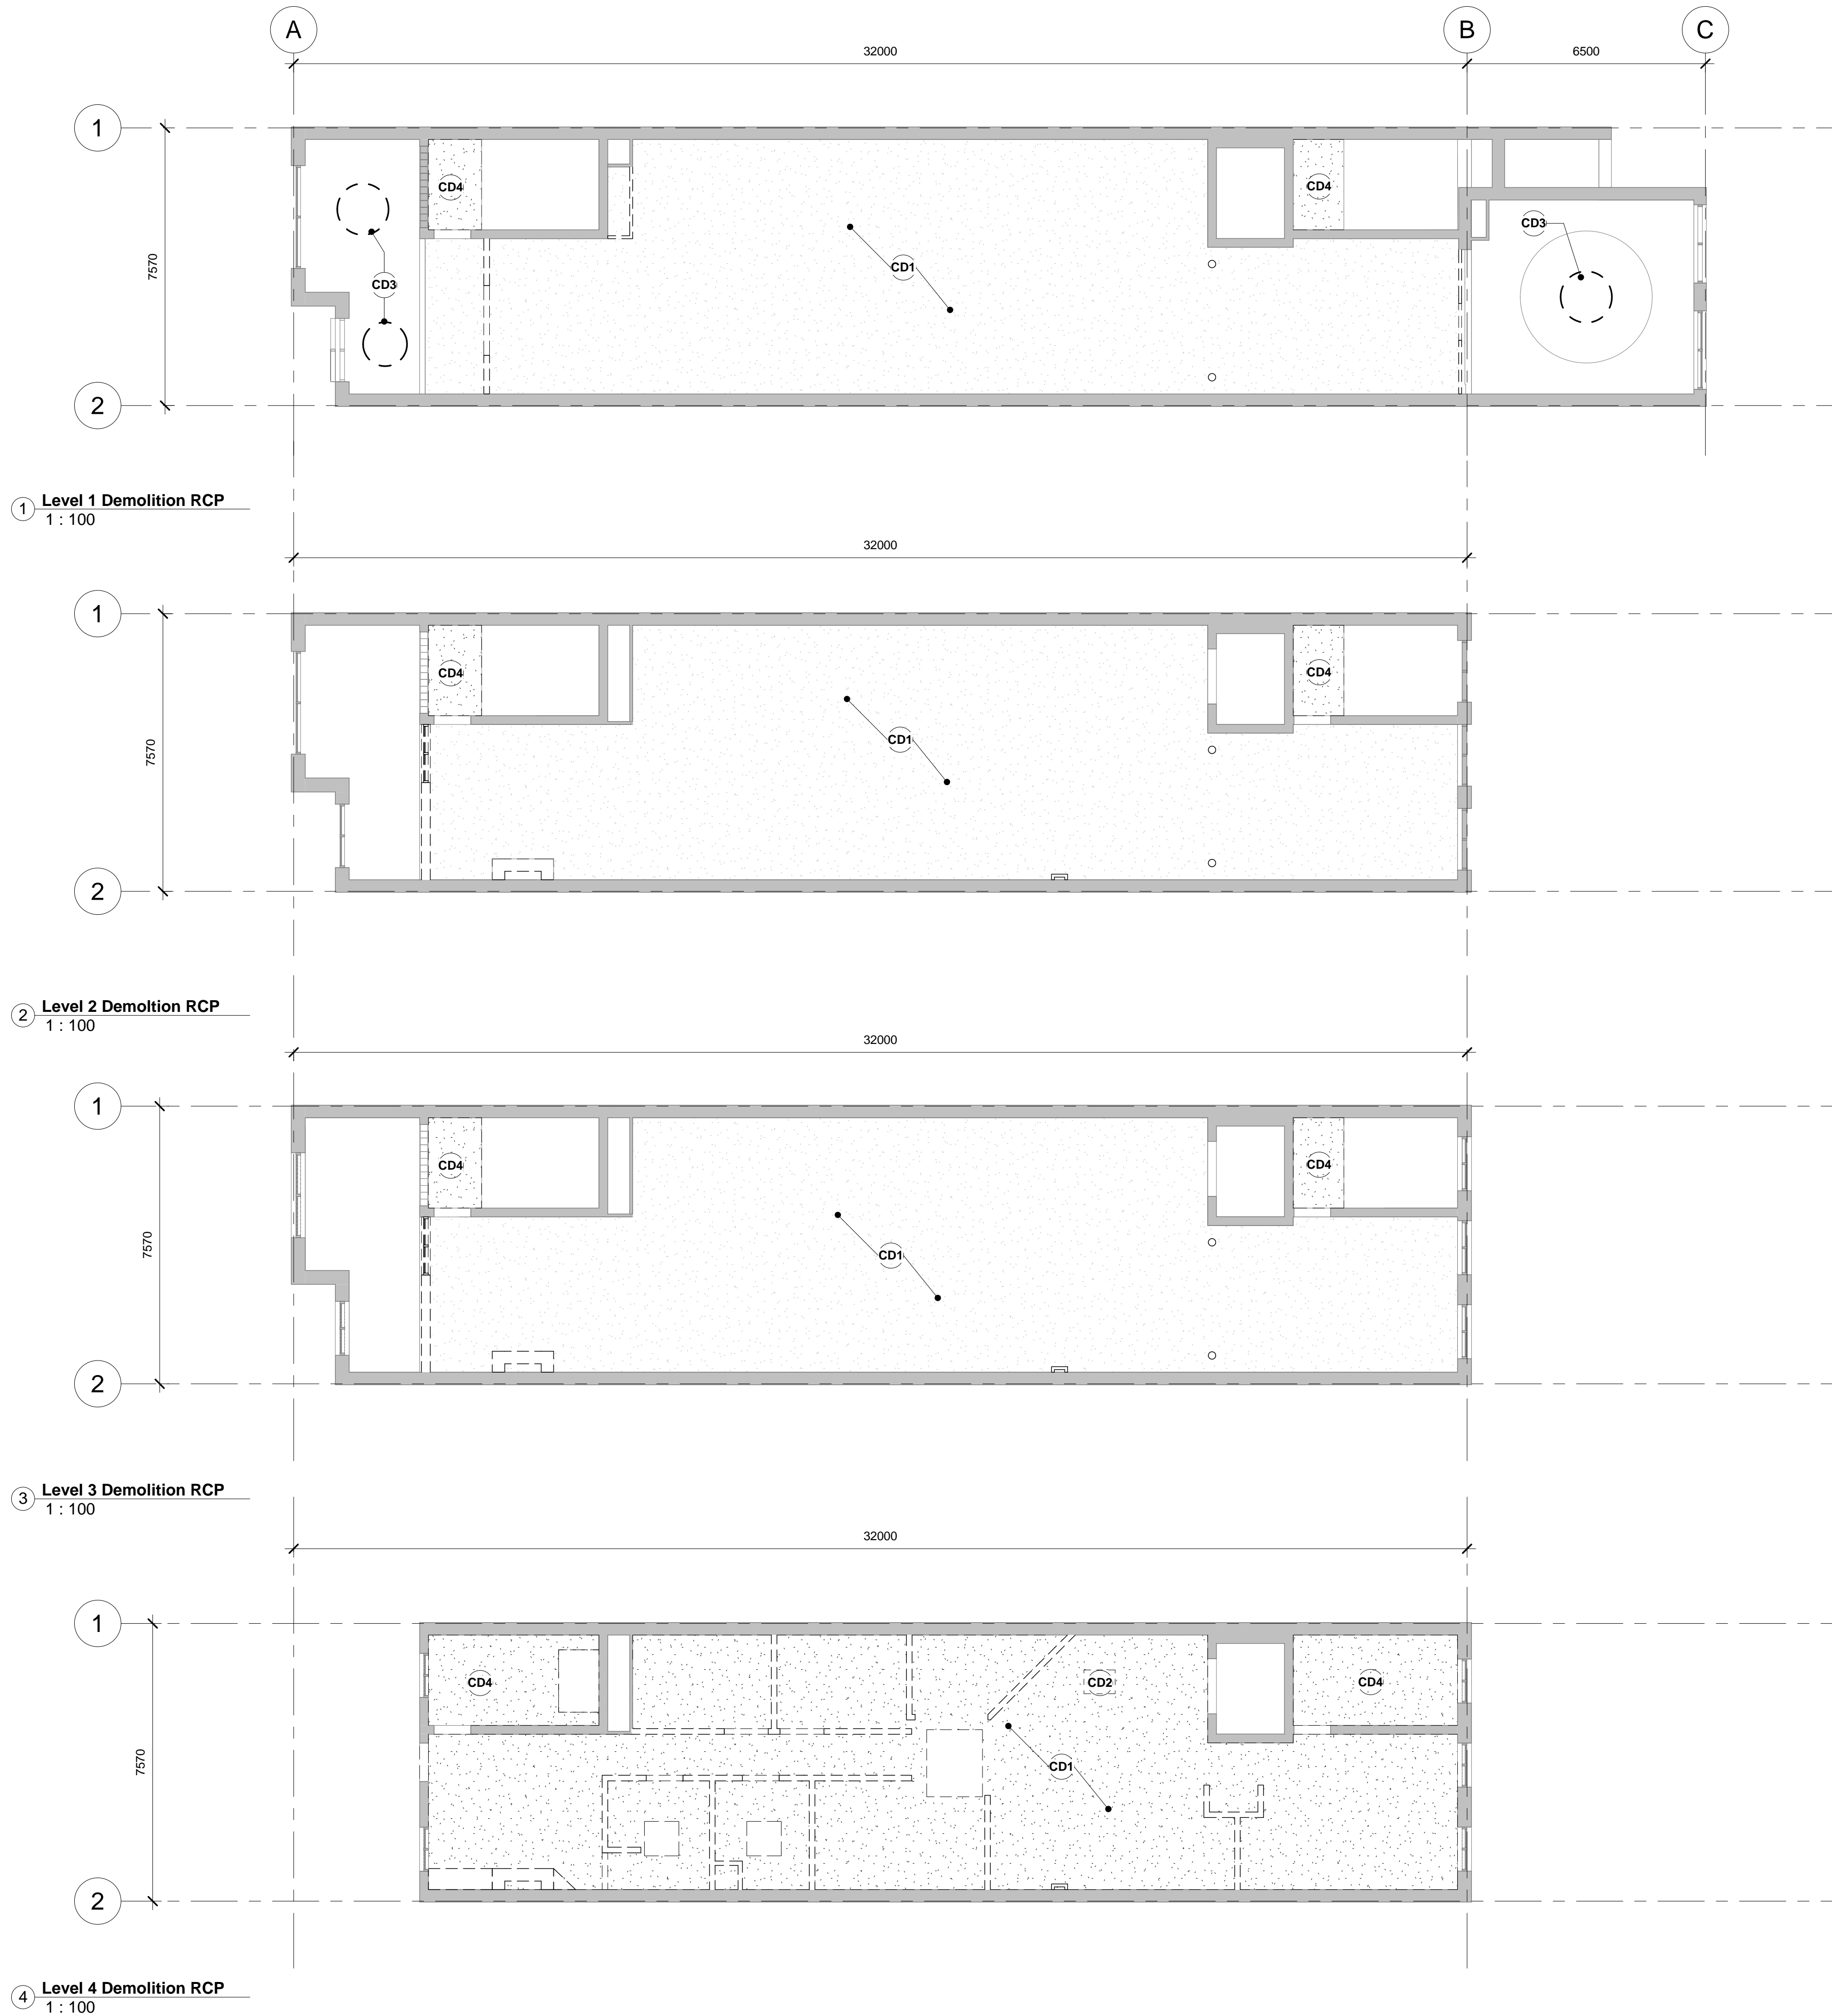 A
B
C
32000
6500
1
CD4
CD4
CD3
7570
CD1
CD3
2
1 Level 1 Demolition RCP
1 : 100
32000
1
CD4
CD4
7570
CD1
2
2 Level 2 Demoltion RCP
1 : 100
32000
1
CD4
CD4
7570
CD1
2
3 Level 3 Demolition RCP
1 : 100
32000
1
CD4
CD2
CD4
7570
CD1
2
4 Level 4 Demolition RCP
1 : 100